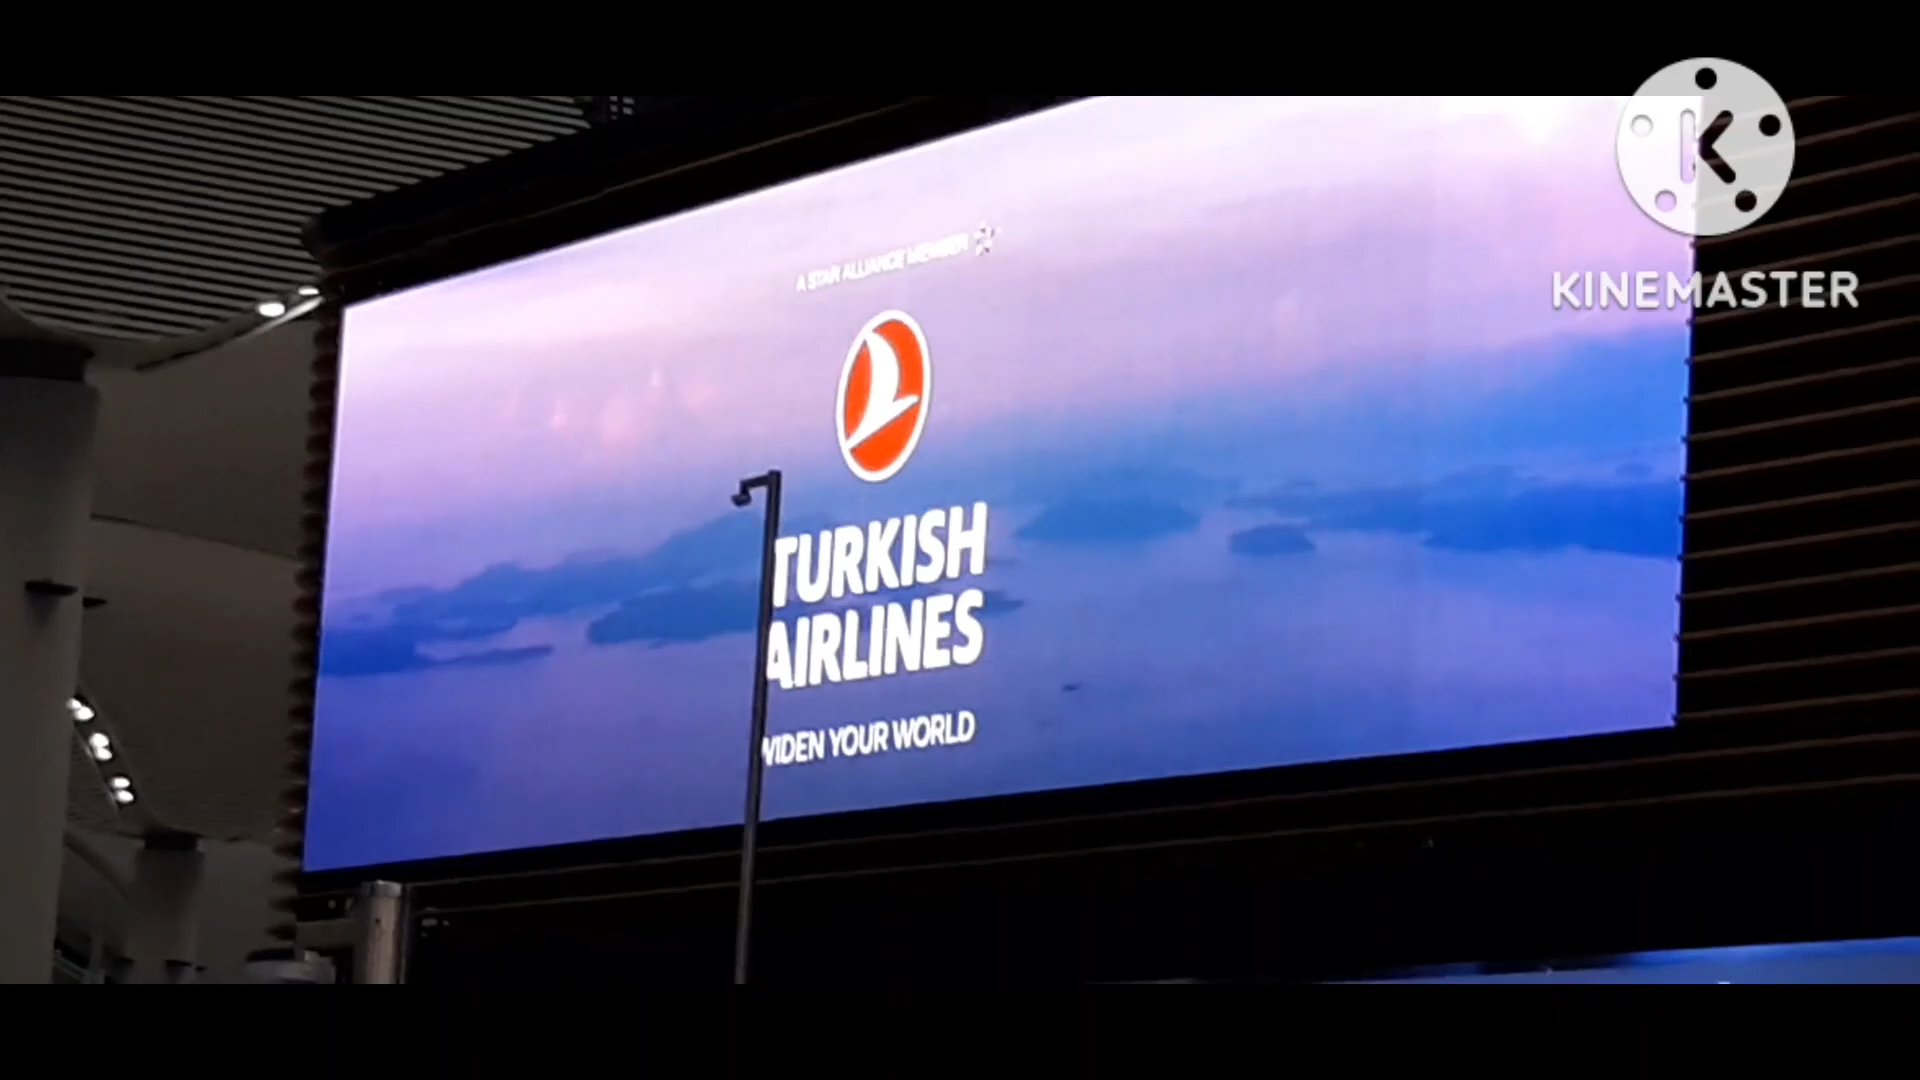 A STAR ALLIANCE MEMBER
TURKISH
AIRLINES
WIDEN YOUR WORLD
KINEMASTER